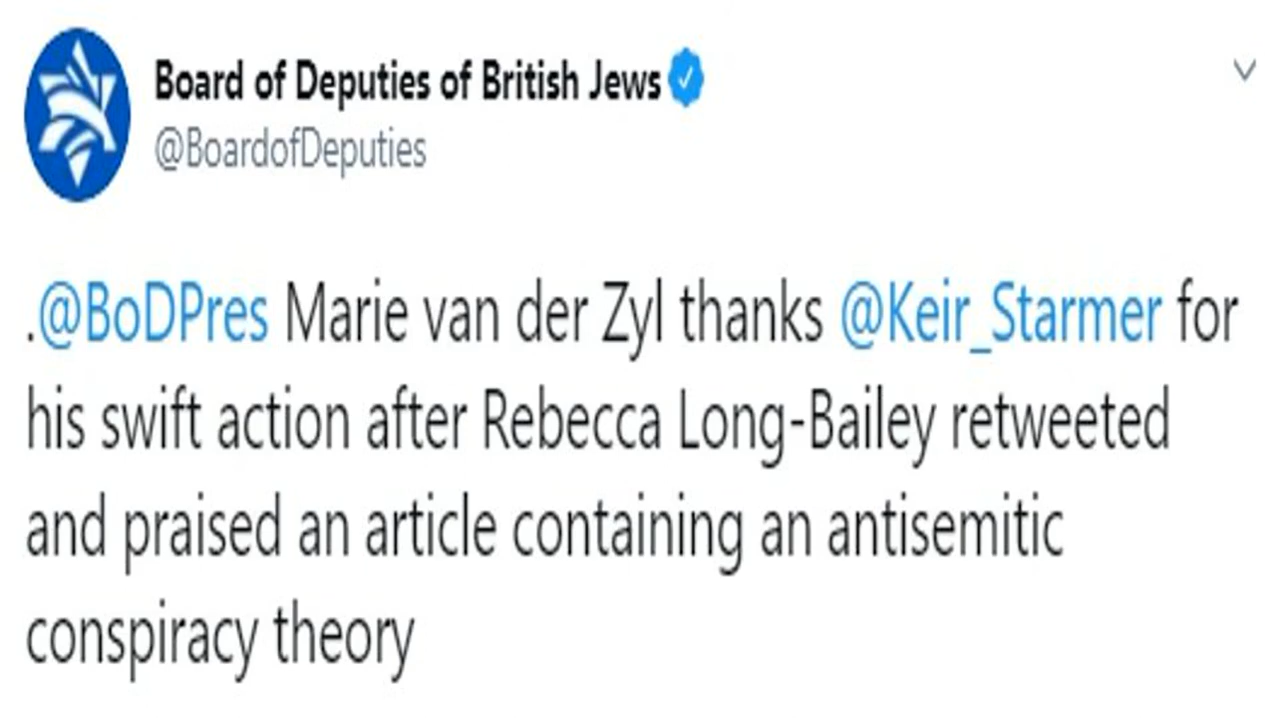 Board of Deputies of British Jews
@BoardofDeputies
.@BoDPres Marie van der Zyl thanks @Keir_Starmer for
his swift action after Rebecca Long-Bailey retweeted
and praised an article containing an antisemitic
conspiracy theory